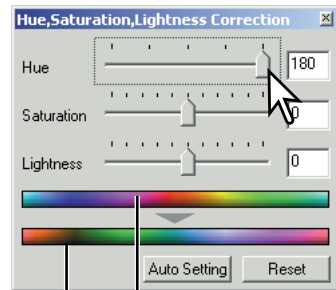 Hue,Saturation,Lightness Correction
Hue 180
Saturation 0
Lightness 0
Auto Setting Reset